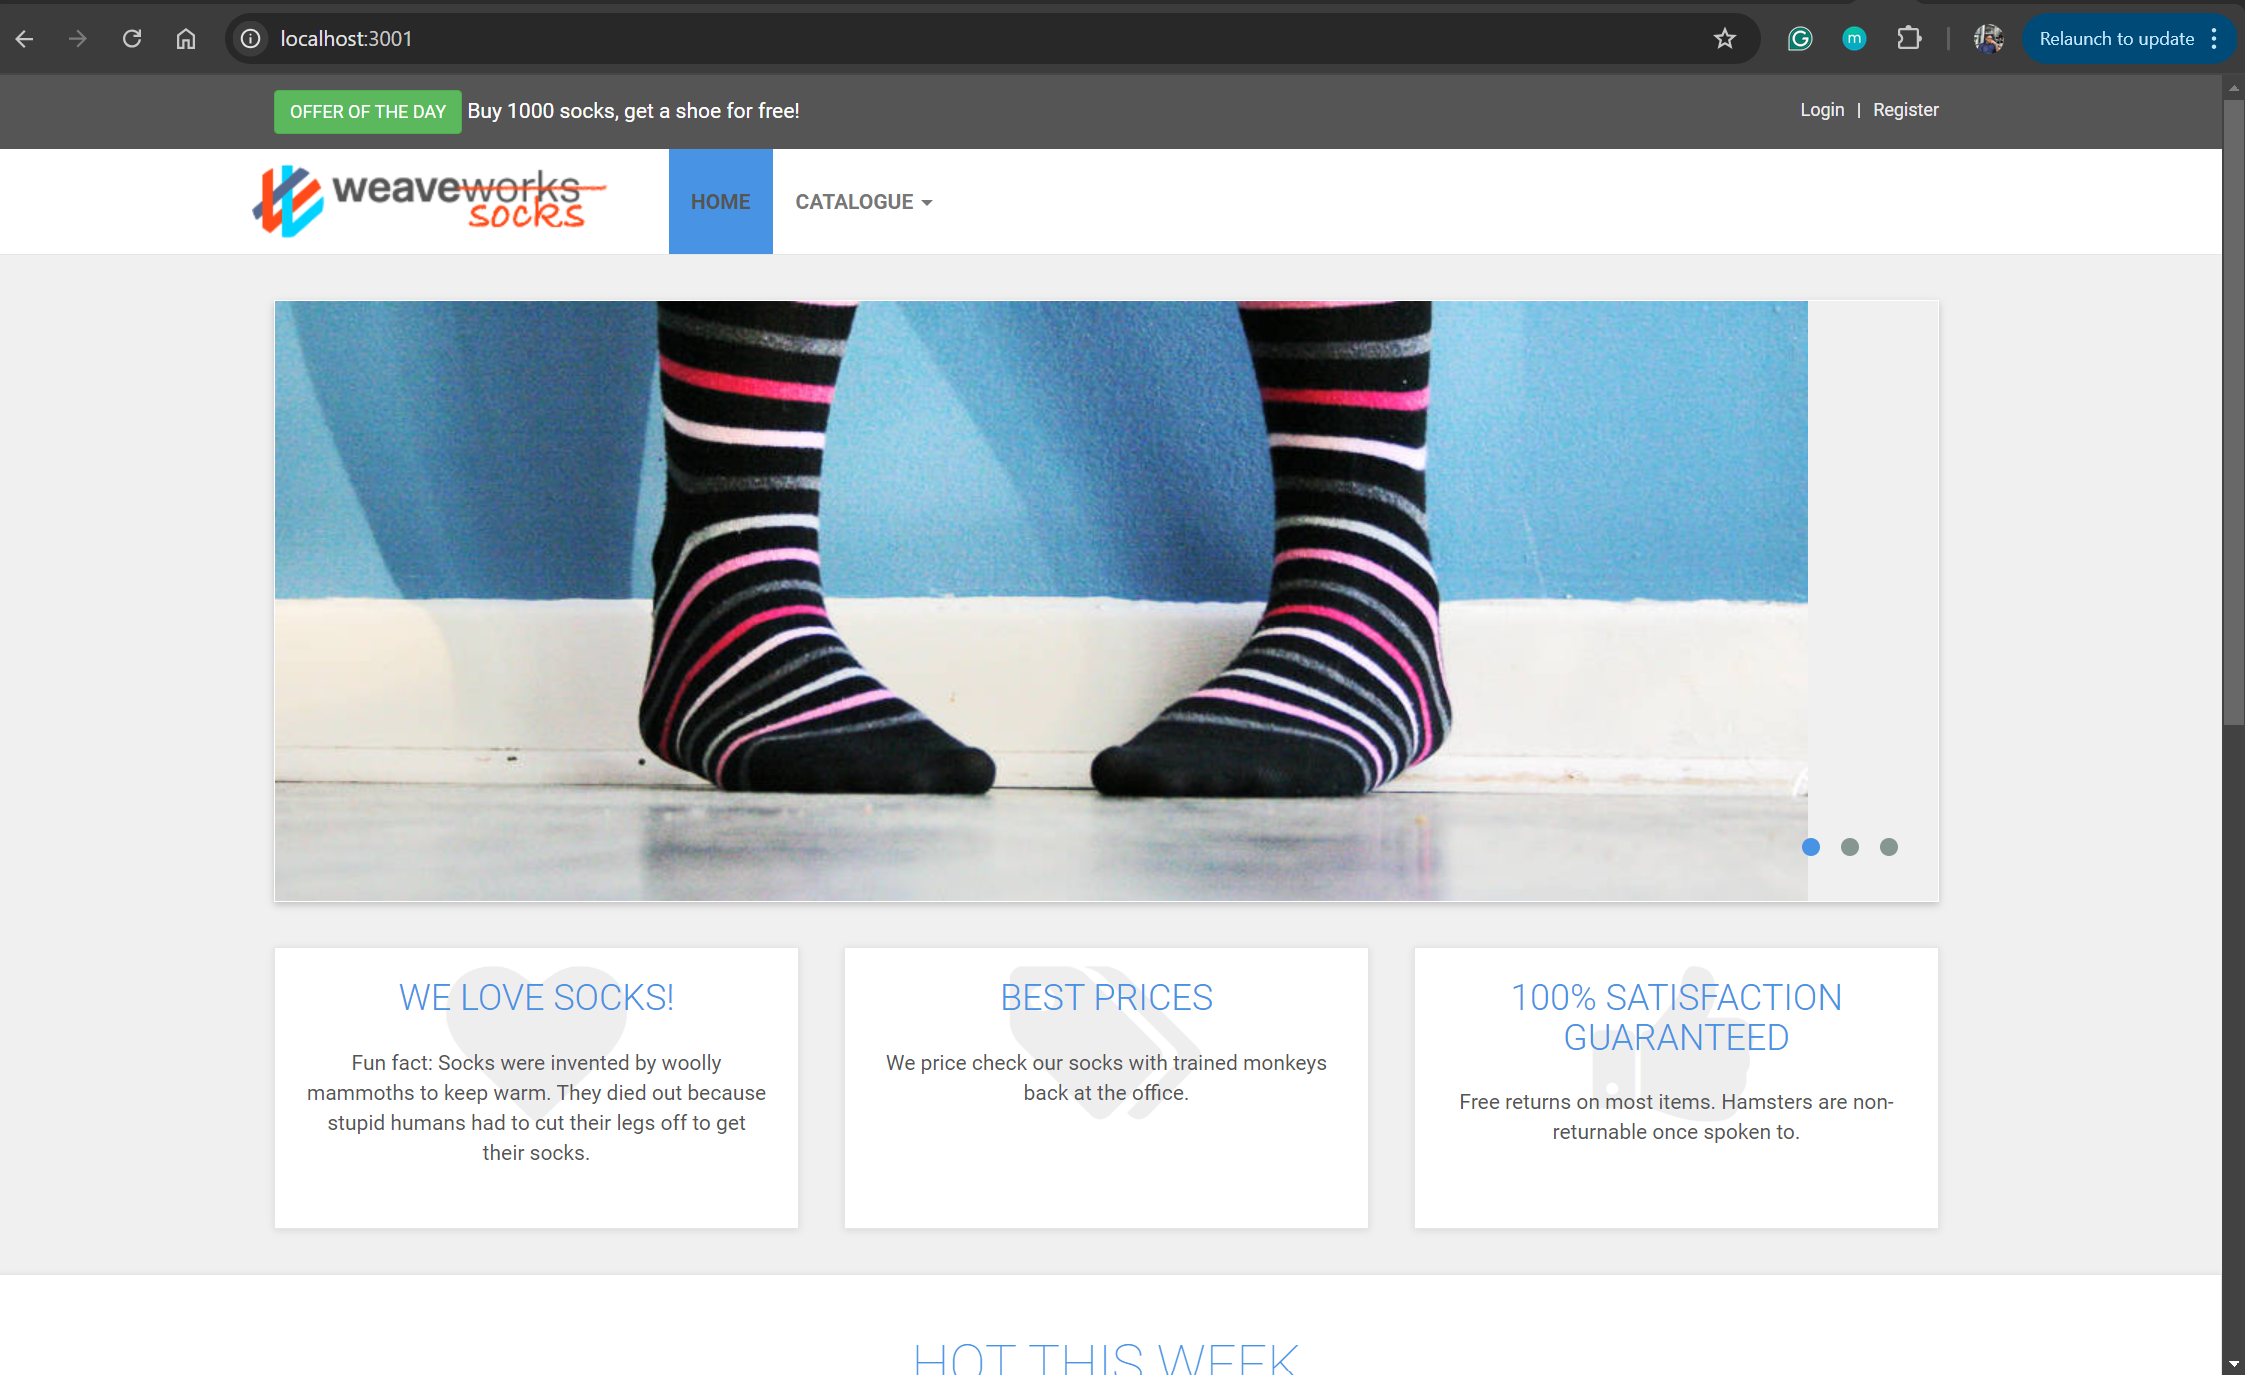 localhost:3001
m
Relaunch to update
OFFER OF THE DAY Buy 1000 socks, get a shoe for free!
Login | Register
weaveworks
socks
HOME
CATALOGUE
WE LOVE SOCKS!
Fun fact: Socks were invented by woolly
mammoths to keep warm. They died out because
stupid humans had to cut their legs off to get
their socks.
BEST PRICES
We price check our socks with trained monkeys
back at the office.
100% SATISFACTION
GUARANTEED
Free returns on most items. Hamsters are non-
returnable once spoken to.
HOT THIS WEEK